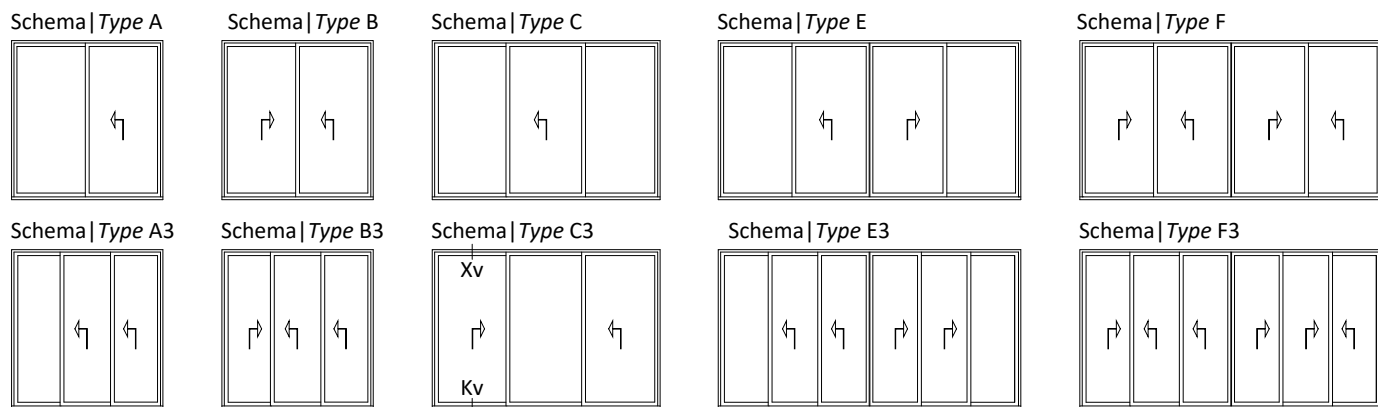 Schema|Type A
Schema|Type B
Schema|Type C
Schema|Type E
Schema|Type F
Schema|Type A3
Schema|Type B3
Schema|Type C3
Schema|Type E3
Schema|Type F3
Xv
Kv